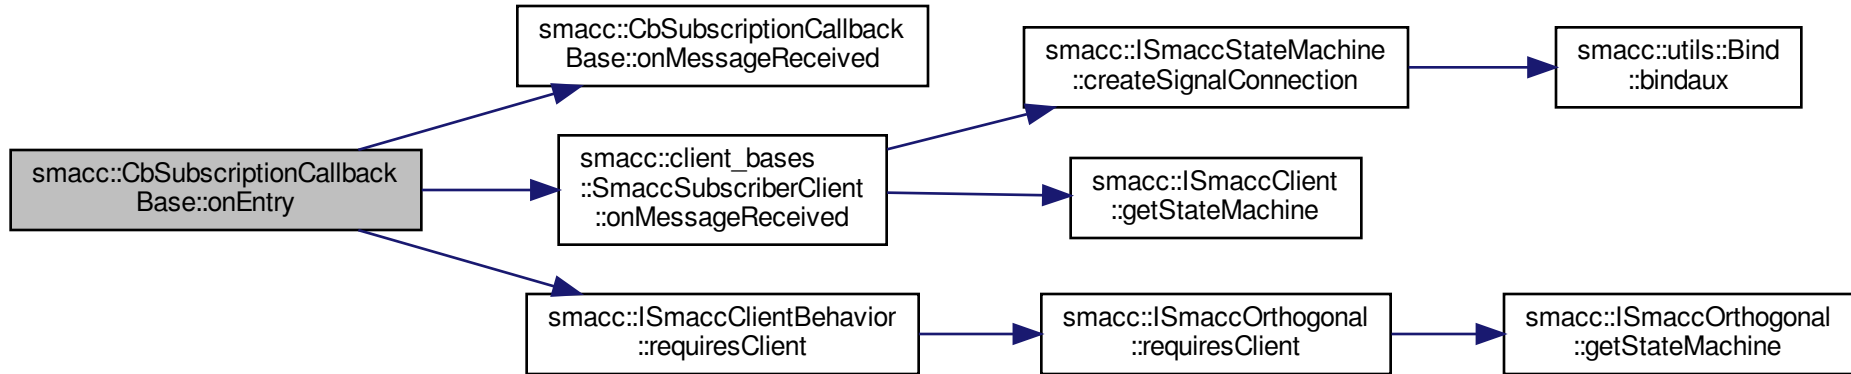 smacc::CbSubscriptionCallback
Base::onEntry
smacc::CbSubscriptionCallback
Base::onMessageReceived
smacc::client_bases
::SmaccSubscriberClient
::onMessageReceived
smacc::ISmaccClientBehavior
::requiresClient
smacc::ISmaccStateMachine
::createSignalConnection
smacc::ISmaccClient
::getStateMachine
smacc::ISmaccOrthogonal
::requiresClient
smacc::utils::Bind
::bindaux
smacc::ISmaccOrthogonal
::getStateMachine